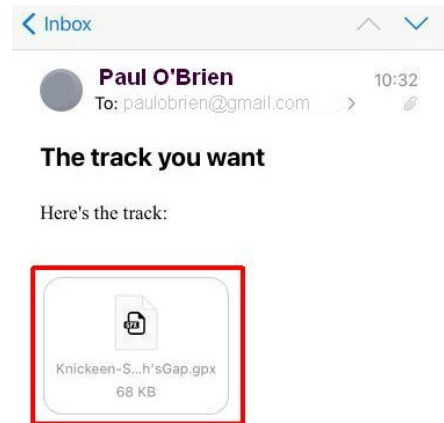 Inbox
Paul O'Brien
10:32
To: paulobrien@gmail.com
The track you want
Here's the track:
GPX
Knickeen-S...h'sGap.gpx
68 KB